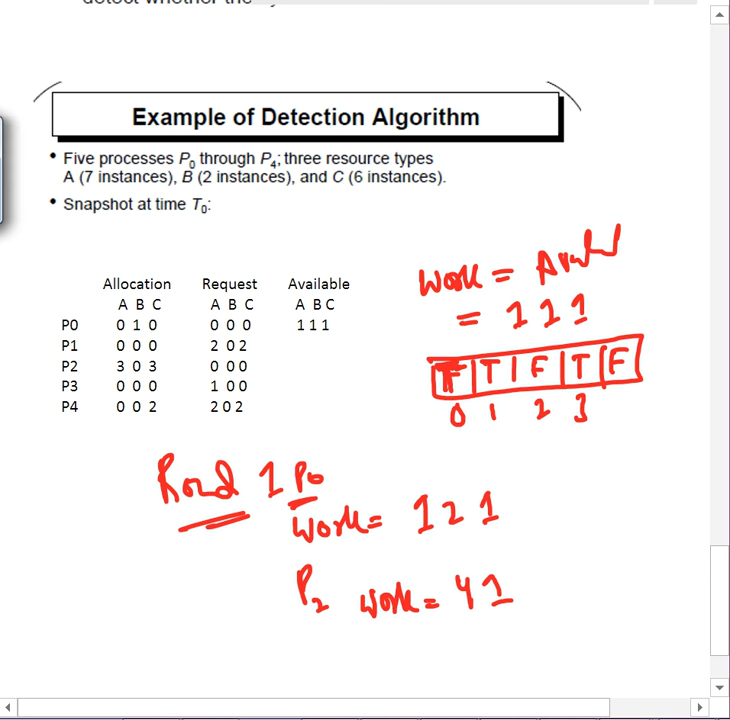 Example of Detection Algorithm
• Five processes P0 through P4; three resource types
A (7 instances), B (2 instances), and C (6 instances).
• Snapshot at time T0:
Allocation Request Available
A B C A B C A B C
P0 0 1 0 0 0 0 1 1 1
P1 0 0 0 2 0 2
P2 3 0 3 0 0 0
P3 0 0 0 1 0 0
P4 0 0 2 2 0 2
Work =
= 1 1 1
T F T F
0 1 2 3
Round 1 P0
Work = 1 2 1
P2 Work = 4 1